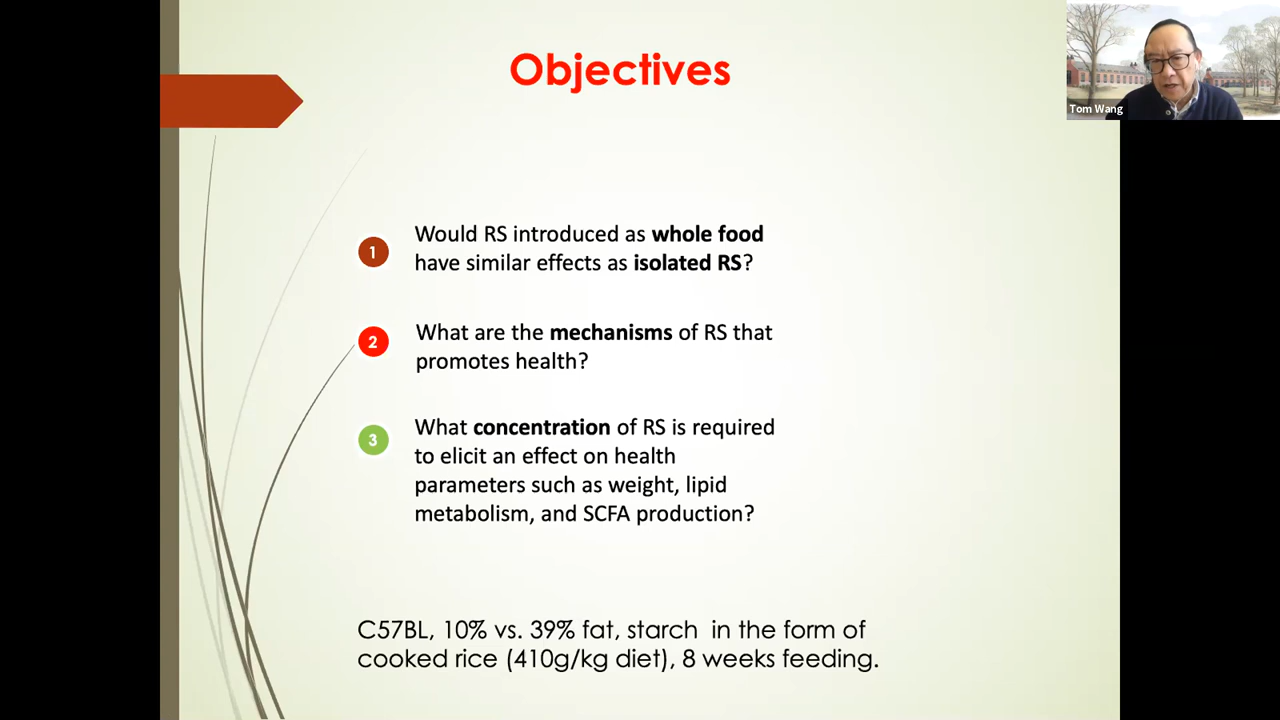 Objectives
Tom Wang
1
Would RS introduced as whole food
have similar effects as isolated RS?
2
What are the mechanisms of RS that
promotes health?
3
What concentration of RS is required
to elicit an effect on health
parameters such as weight, lipid
metabolism, and SCFA production?
C57BL, 10% vs. 39% fat, starch in the form of
cooked rice (410g/kg diet), 8 weeks feeding.